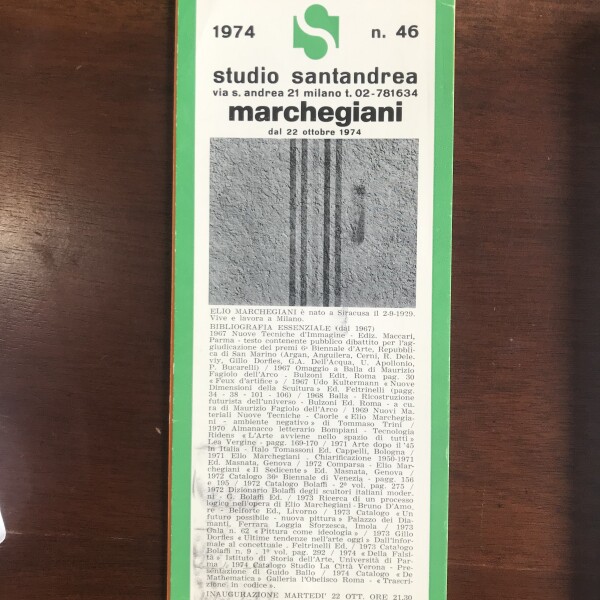 1974 n. 46
studio santandrea
via s. andrea 21 milano t. 02-781634
marchegiani
dal 22 ottobre 1974
ELIO MARCHEGIANI è nato a Siracusa il 2-9-1929.
Vive e lavora a Milano.
BIBLIOGRAFIA ESSENZIALE (dal 1967)
1967 Nuove Tecniche d'Immagine - Ediz. Maccari,
Parma - testo contenente pubblico dibattito per l'ag-
giudicazione dei premi 6ª Biennale d'Arte, Repubbli-
ca di San Marino (Argan, Anguilera, Cerni, R. Dele-
voy, Gillo Dorfles, G.A. Dell'Acqua, U. Apollonio,
P. Bucarelli) / 1967 Omaggio a Balla di Maurizio
Fagiolo dell'Arco . Bulzoni Edit, Roma pag. 30
« Feux d'artifice » / 1967 Udo Kultermann « Nuove
Dimensioni della Scultura » Ed. Feltrinelli (pagg.
34 - 38 - 101 - 106) / 1968 Balla - Ricostruzione
futurista dell'universo - Bulzoni Ed. Roma - a cu-
ra di Maurizio Fagiolo dell'Arco / 1969 Nuovi Ma-
teriali Nuove Tecniche - Caorle « Elio Marchegia-
ni - ambiente negativo » di Tommaso Trini /
1970 Almanacco letterario Bompiani - Tecnologia
Ridens « L'Arte avviene nello spazio di tutti »
Lea Vergine - pagg. 169-170 / 1971 Arte dopo il '45
in Italia - Italo Tomassoni Ed. Cappelli, Bologna /
1971 Elio Marchegiani . Chiarificazione 1950-1971
Ed. Masnata, Genova / 1972 Comparsa - Elio Mar-
chegiani « Il Sedicente » Ed. Masnata, Genova /
1972 Catalogo 36ª Biennale di Venezia - pagg. 156
e 195 / 1972 Catalogo Bolaffi - 2º vol. pag. 275 /
1972 Dizionario Bolaffi degli scultori italiani moder-
ni - G. Bolaffi Ed. / 1973 Ricerca di un processo
logico nell'opera di Elio Marchegiani - Bruno D'Amo-
re - Belforte Ed., Livorno / 1973 Catalogo « Un
futuro possibile - nuova pittura » Palazzo dei Dia-
manti, Ferrara Loggia Sforzesca, Imola / 1973
Gala n. 62 « Pittura come ideologia » / 1973 Gillo
Dorfles « Ultime tendenze nell'arte oggi » Dall'Infor-
male al concettuale . Feltrinelli Ed. / 1973 Catalogo
Bolaffi n. 9 . 1º vol. pag. 292 / 1974 « Della Falsi-
tà » Istituto di Storia dell'Arte, Università di Par-
ma / 1974 Catalogo Studio La Città Verona - Pre-
sentazione di Guido Ballo / 1974 Catalogo « De
Mathematica » Galleria l'Obelisco Roma - « Trascri-
zione in codice ».
INAUGURAZIONE MARTEDI' 22 OTT. ORE 21,30